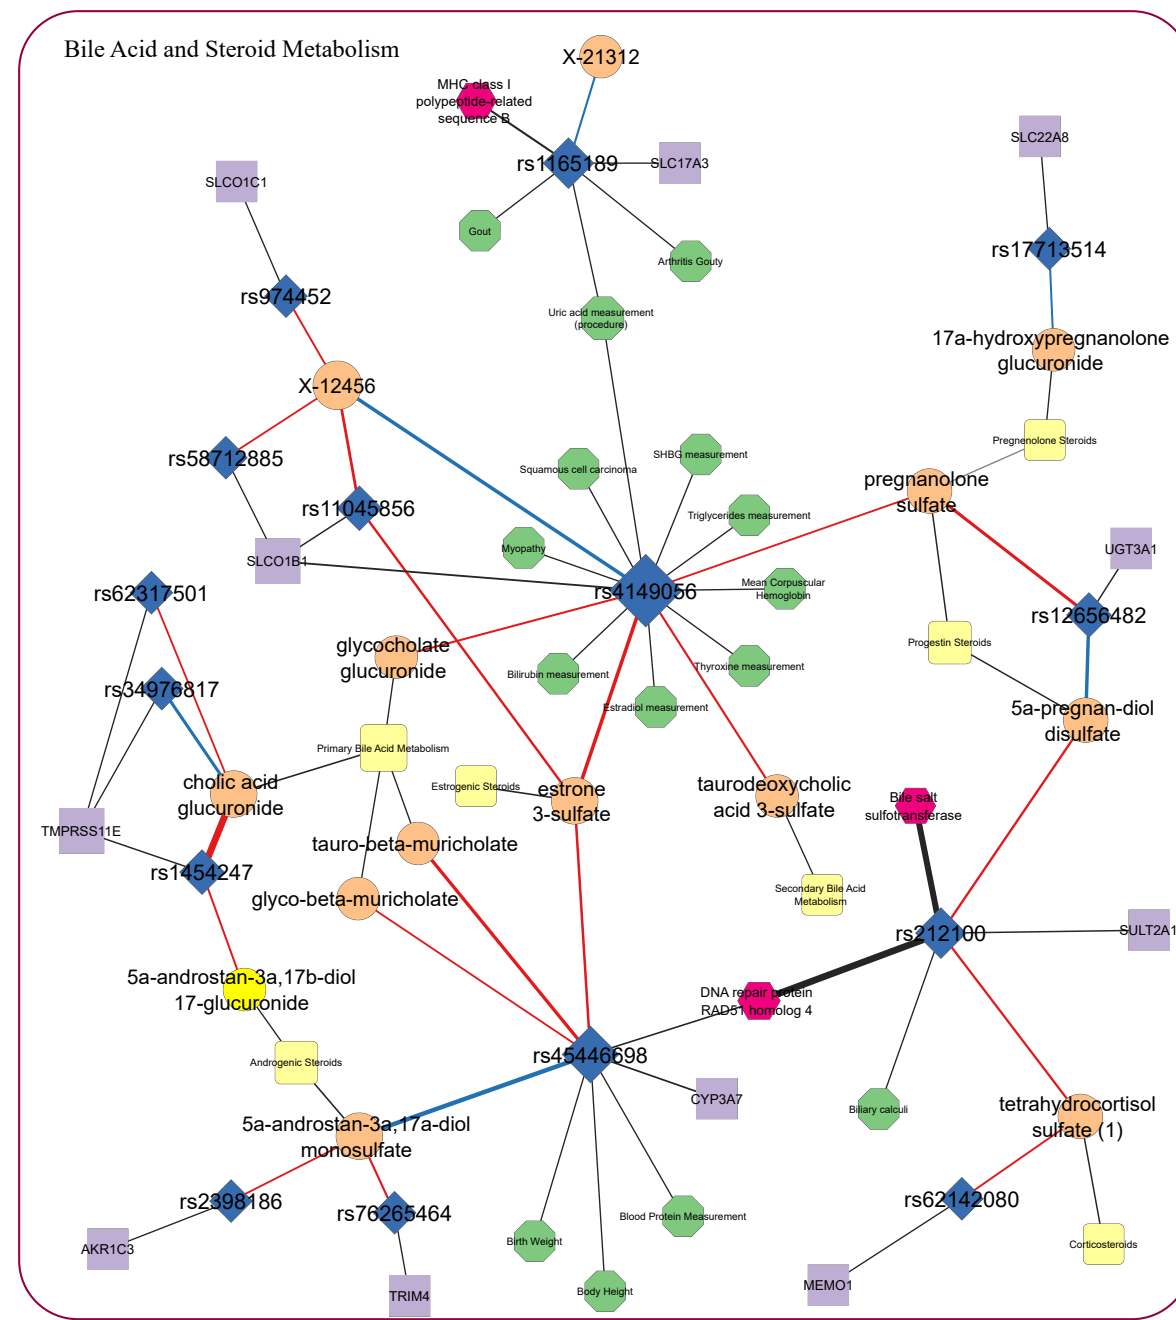 Bile Acid and Steroid Metabolism
X-21312
MHC class I
polypeptide-related
sequence B
SLC22A8
rs1165189
SLC17A3
SLCO1C1
Gout
rs17713514
Arthritis Gouty
rs974452
Uric acid measurement
(procedure)
17a-hydroxypregnanolone
glucuronide
X-12456
Pregnenolone Steroids
rs58712885
SHBG measurement
Squamous cell carcinoma
pregnanolone
sulfate
rs11045856
Triglycerides measurement
Myopathy
UGT3A1
SLCO1B1
rs62317501
rs4149056
Mean Corpuscular
Hemoglobin
rs12656482
glycocholate
glucuronide
Progestin Steroids
Bilirubin measurement
Thyroxine measurement
rs34976817
Estradiol measurement
5a-pregnan-diol
disulfate
Primary Bile Acid Metabolism
cholic acid
glucuronide
Estrogenic Steroids
estrone
3-sulfate
taurodeoxycholic
acid 3-sulfate
Bile salt
sulfotransferase
TMPRSS11E
tauro-beta-muricholate
rs1454247
glyco-beta-muricholate
Secondary Bile Acid
Metabolism
rs212100
SULT2A1
5a-androstan-3a,17b-diol
17-glucuronide
DNA repair protein
RAD51 homolog 4
rs45446698
Androgenic Steroids
CYP3A7
Biliary calculi
tetrahydrocortisol
sulfate (1)
5a-androstan-3a,17a-diol
monosulfate
rs2398186
rs76265464
rs62142080
Blood Protein Measurement
AKR1C3
Birth Weight
Corticosteroids
MEMO1
Body Height
TRIM4